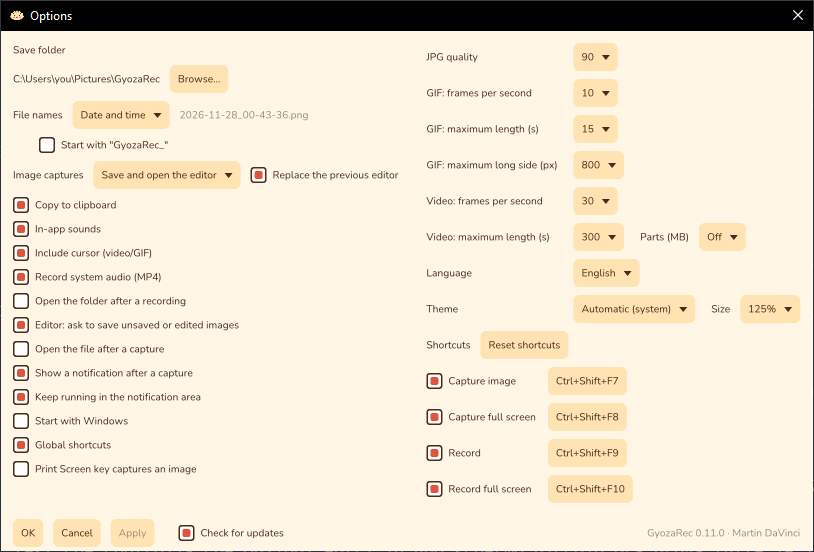 Options
Save folder
C:\Users\you\Pictures\GyozaRec Browse...
File names Date and time 2026-11-28_00-43-36.png
Start with "GyozaRec_"
Image captures Save and open the editor Replace the previous editor
Copy to clipboard
In-app sounds
Include cursor (video/GIF)
Record system audio (MP4)
Open the folder after a recording
Editor: ask to save unsaved or edited images
Open the file after a capture
Show a notification after a capture
Keep running in the notification area
Start with Windows
Global shortcuts
Print Screen key captures an image
JPG quality 90
GIF: frames per second 10
GIF: maximum length (s) 15
GIF: maximum long side (px) 800
Video: frames per second 30
Video: maximum length (s) 300 Parts (MB) Off
Language English
Theme Automatic (system) Size 125%
Shortcuts Reset shortcuts
Capture image Ctrl+Shift+F7
Capture full screen Ctrl+Shift+F8
Record Ctrl+Shift+F9
Record full screen Ctrl+Shift+F10
OK Cancel Apply Check for updates GyozaRec 0.11.0 · Martin DaVinci